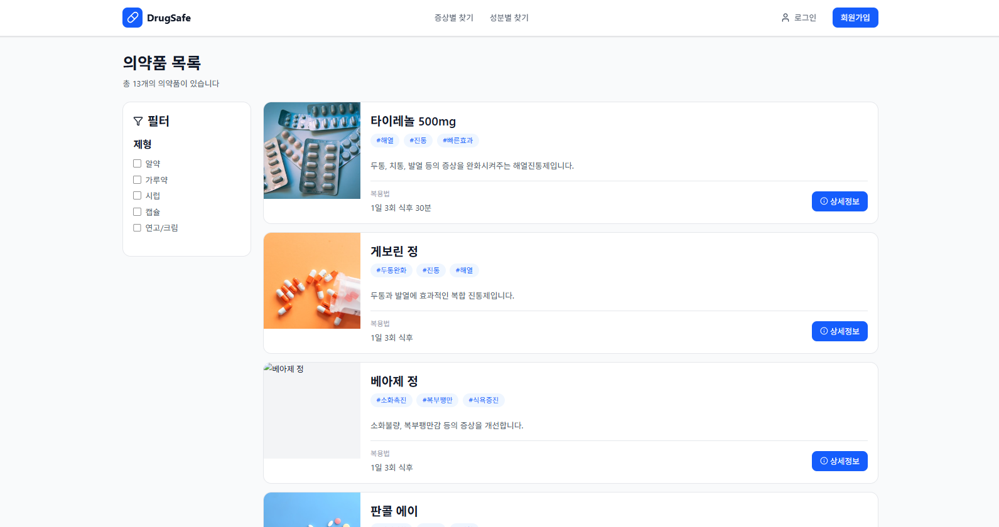 DrugSafe
증상별 찾기
성분별 찾기
로그인
회원가입
의약품 목록
총 13개의 의약품이 있습니다
필터
제형
알약
가루약
시럽
캡슐
연고/크림
타이레놀 500mg
#해열 #진통 #빠른효과
두통, 치통, 발열 등의 증상을 완화시켜주는 해열진통제입니다.
복용법
1일 3회 식후 30분
상세정보
게보린 정
#두통완화 #진통 #해열
두통과 발열에 효과적인 복합 진통제입니다.
복용법
1일 3회 식후
상세정보
베아제 정
베아제 정
#소화촉진 #복부팽만 #식욕증진
소화불량, 복부팽만감 등의 증상을 개선합니다.
복용법
1일 3회 식후
상세정보
판콜 에이